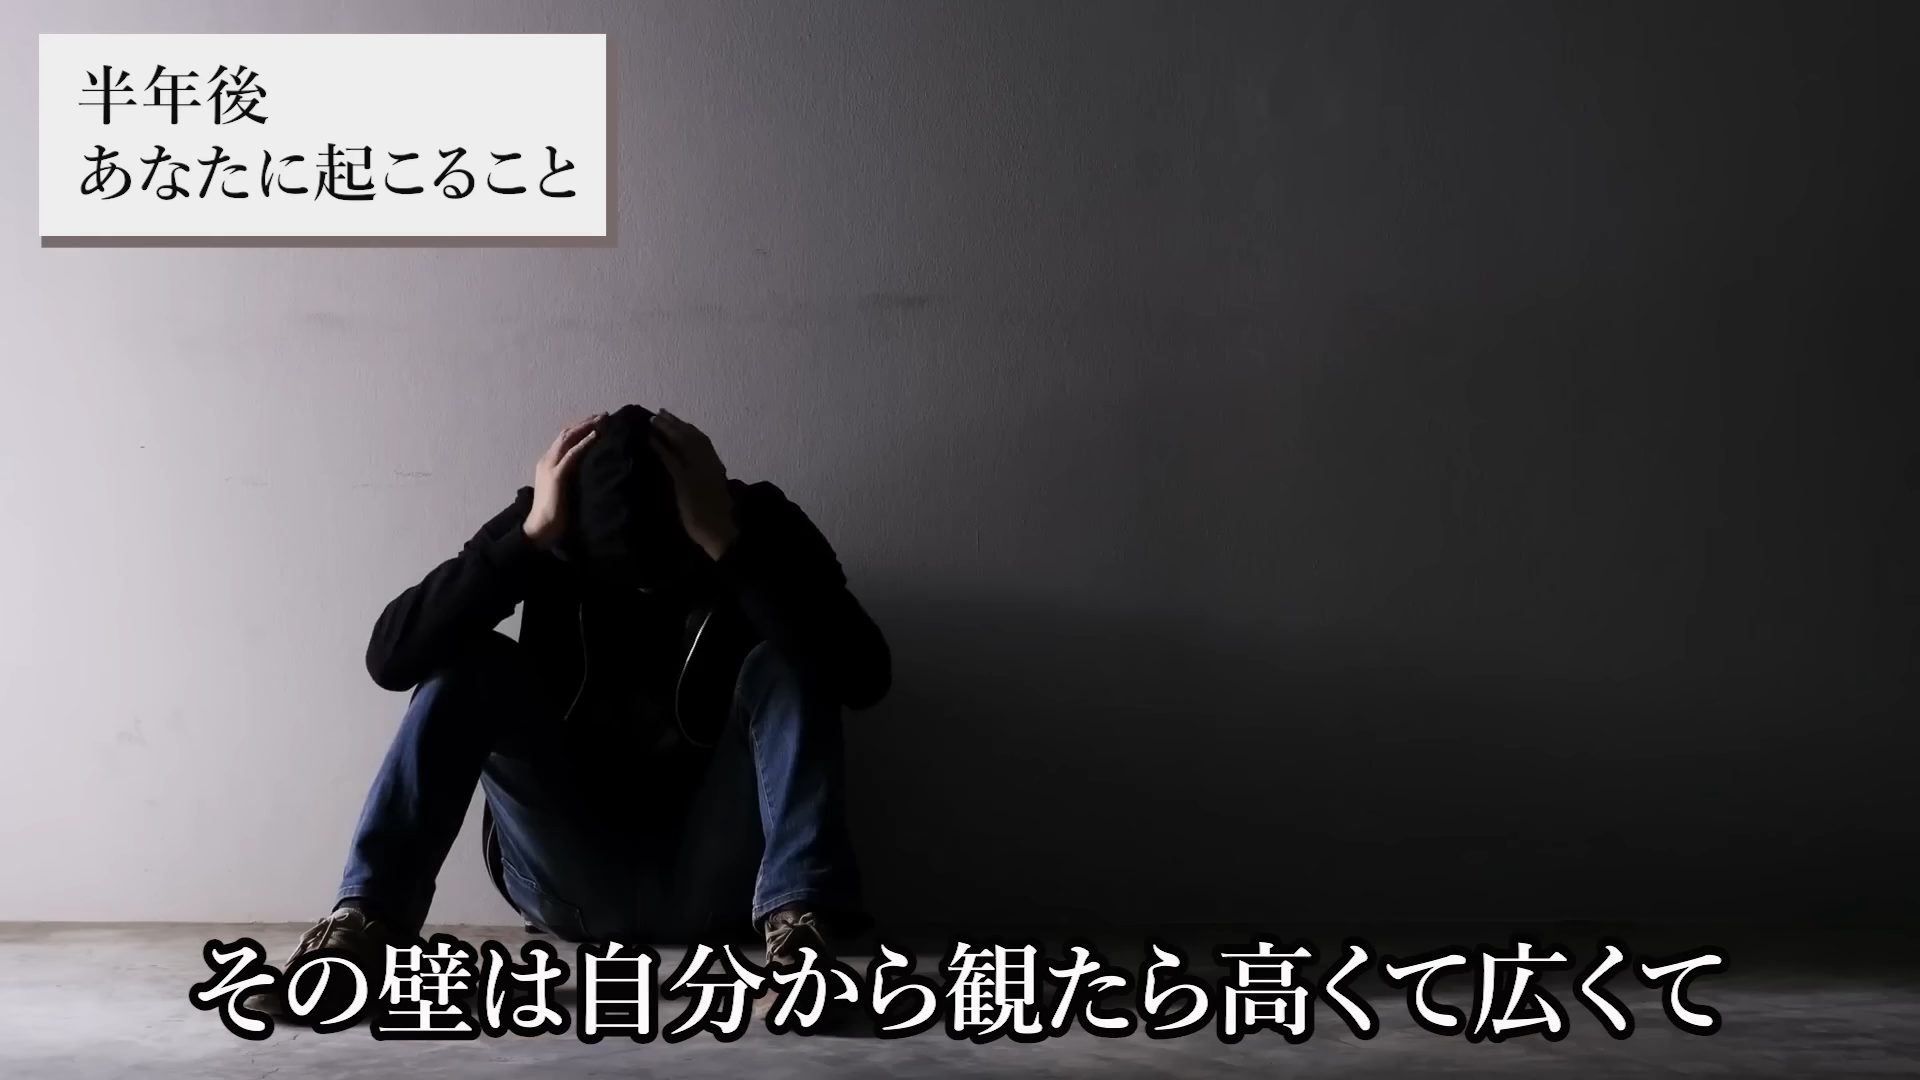 半年後
あなたに起こること
その壁は自分から観たら高くて広くて